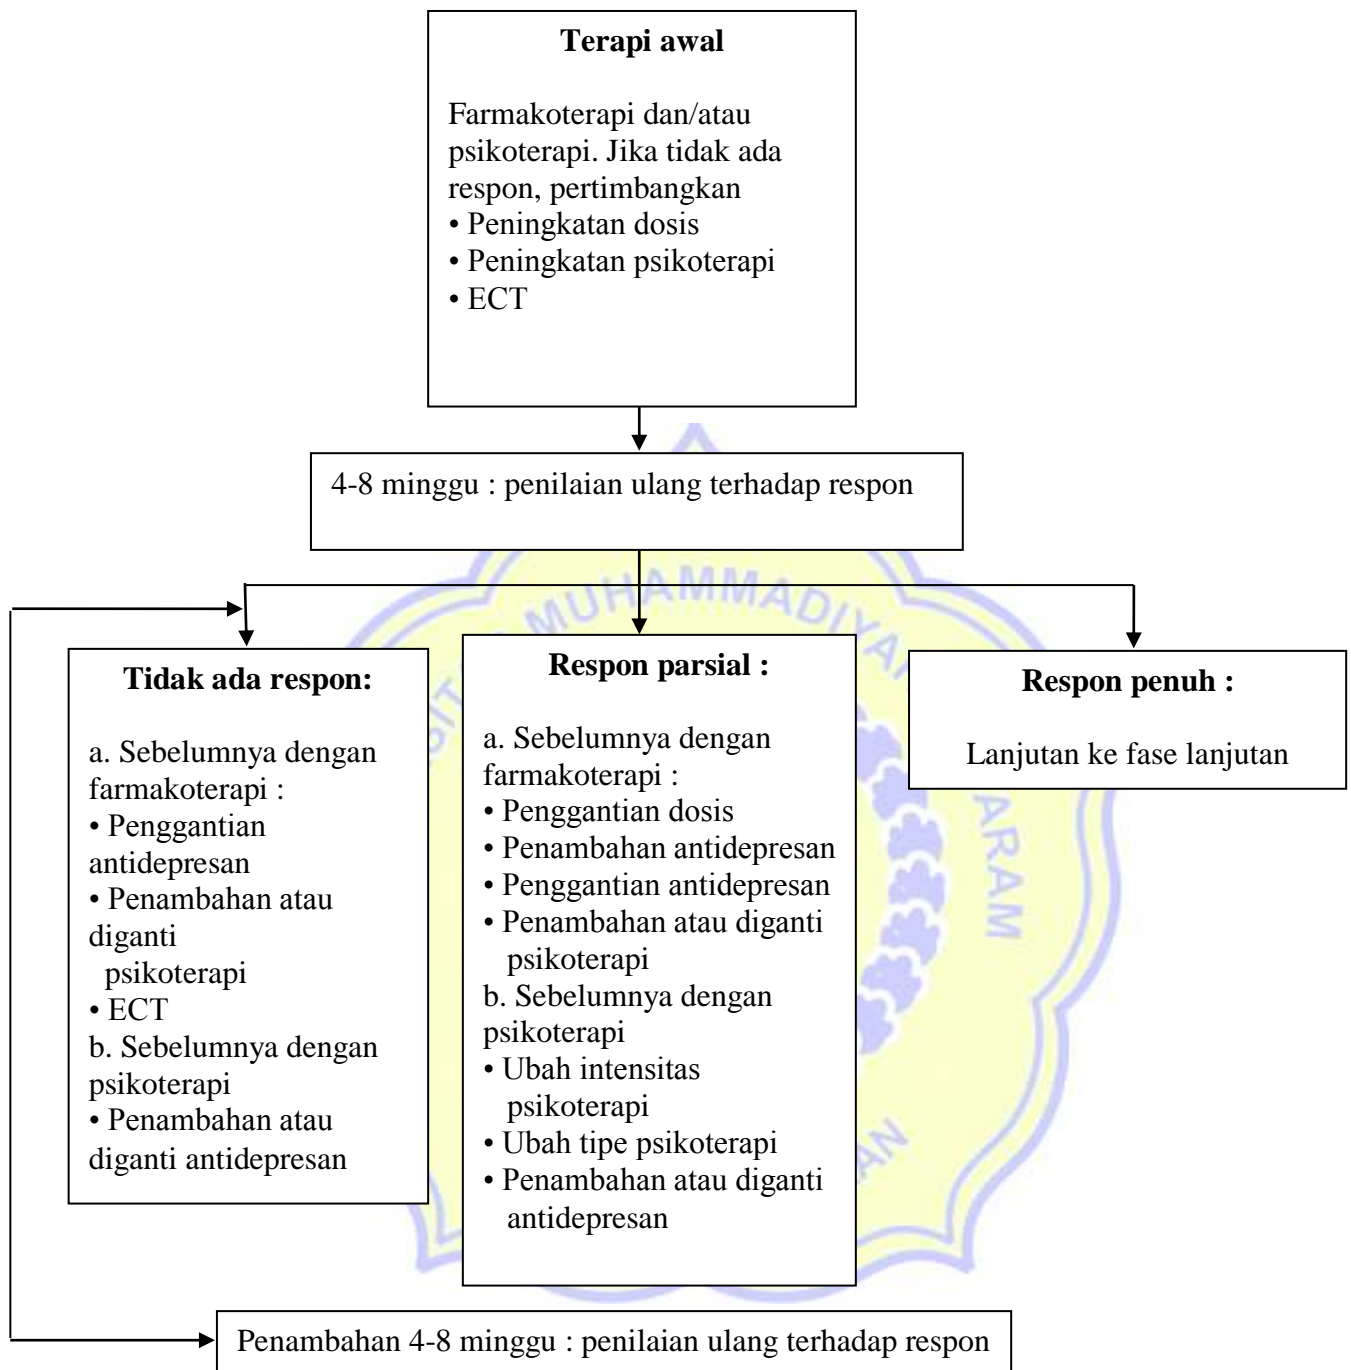 Terapi awal
Farmakoterapi dan/atau
psikoterapi. Jika tidak ada
respon, pertimbangkan
• Peningkatan dosis
• Peningkatan psikoterapi
• ECT
4-8 minggu : penilaian ulang terhadap respon
MUHAMMADIYA
SIT
ARAM
AN
Tidak ada respon:
a. Sebelumnya dengan
farmakoterapi :
• Penggantian
antidepresan
• Penambahan atau
diganti
psikoterapi
• ECT
b. Sebelumnya dengan
psikoterapi
• Penambahan atau
diganti antidepresan
Respon parsial :
a. Sebelumnya dengan
farmakoterapi :
• Penggantian dosis
• Penambahan antidepresan
• Penggantian antidepresan
• Penambahan atau diganti
psikoterapi
b. Sebelumnya dengan
psikoterapi
• Ubah intensitas
psikoterapi
• Ubah tipe psikoterapi
• Penambahan atau diganti
antidepresan
Respon penuh :
Lanjutan ke fase lanjutan
Penambahan 4-8 minggu : penilaian ulang terhadap respon